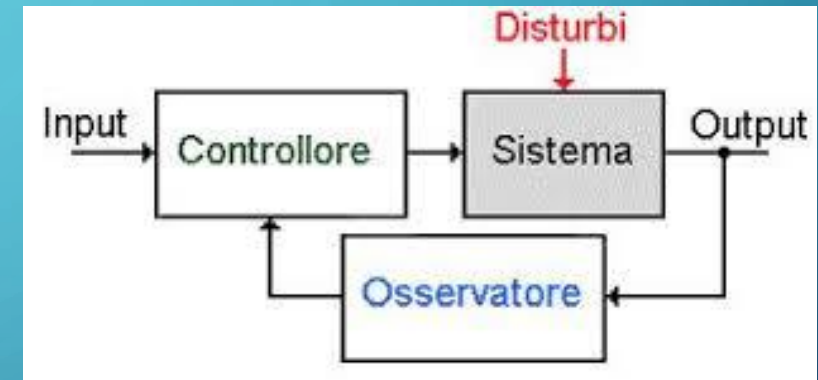 Disturbi
Input
Controllore
Sistema
Output
Osservatore